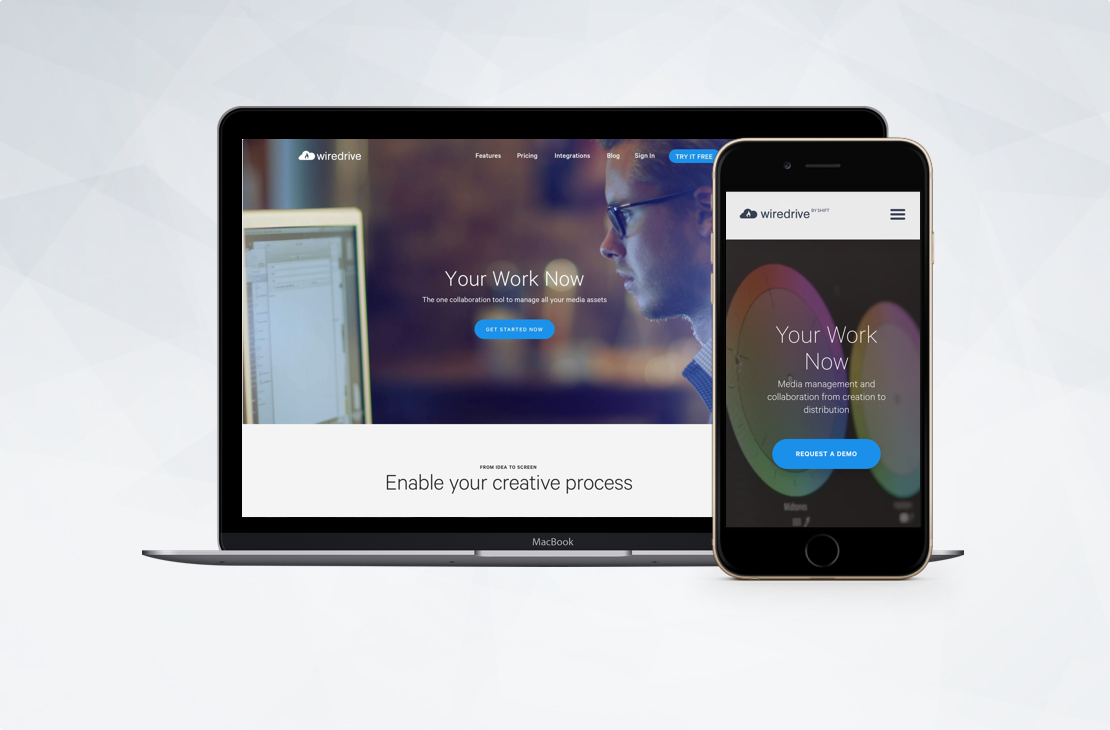 wiredrive
Features Pricing Integrations Blog Sign In TRY IT FREE
Your Work Now
The one collaboration tool to manage all your media assets
GET STARTED NOW
FROM IDEA TO SCREEN
Enable your creative process
MacBook
wiredrive BY SHIFT
Your Work
Now
Media management and
collaboration from creation to
distribution
REQUEST A DEMO
Midtones